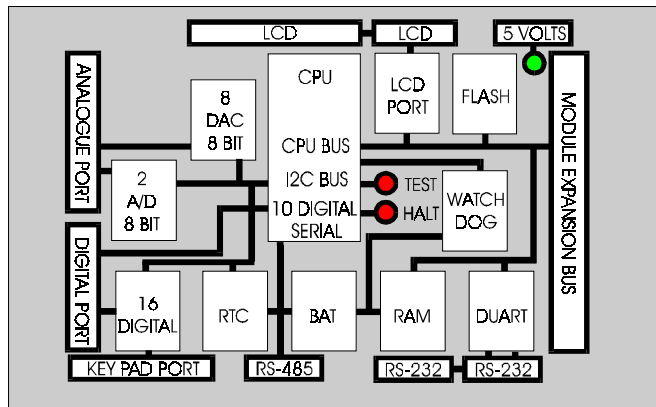 LCD
LCD
5 VOLTS
ANALOGUE PORT
8
DAC
8 BIT
CPU
LCD
PORT
FLASH
MODULE EXPANSION BUS
CPU BUS
2
A/D
8 BIT
I2C BUS
TEST
WATCH
DOG
10 DIGITAL
HALT
SERIAL
DIGITAL PORT
16
DIGITAL
RTC
BAT
RAM
DUART
KEY PAD PORT
RS-485
RS-232
RS-232